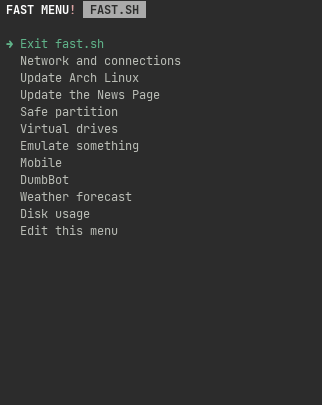 FAST MENU! FAST.SH
→ Exit fast.sh
Network and connections
Update Arch Linux
Update the News Page
Safe partition
Virtual drives
Emulate something
Mobile
DumbBot
Weather forecast
Disk usage
Edit this menu